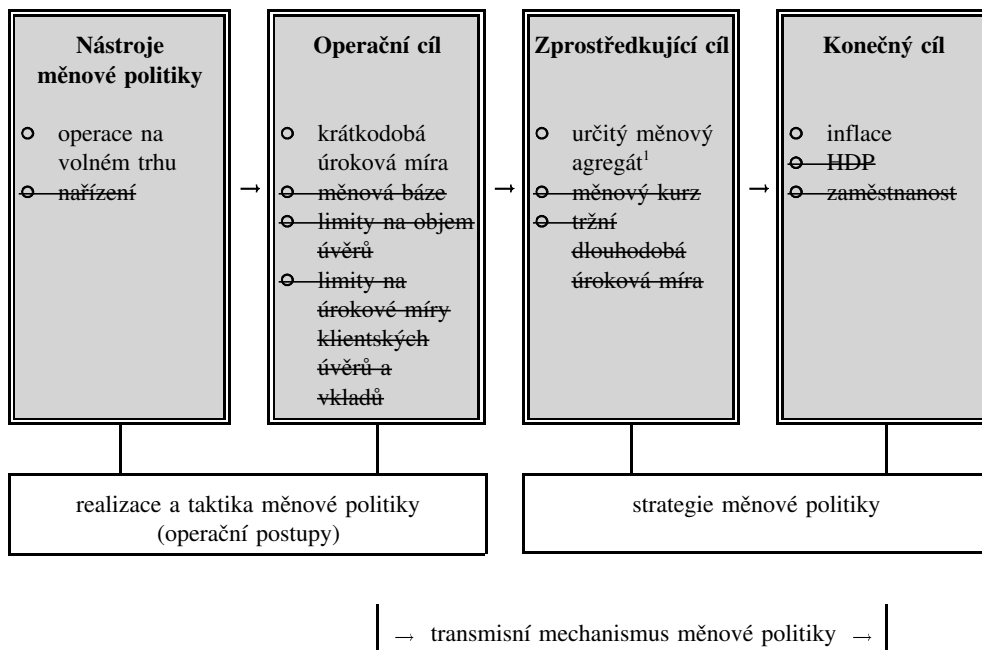 Nástroje
měnové politiky
operace na
volném trhu
nařízení
→
Operační cíl
krátkodobá
úroková míra
měnová báze
limity na objem
úvěrů
limity na
úrokové míry
klientských
úvěrů a
vkladů
→
Zprostředkující cíl
určitý měnový
agregát¹
měnový kurz
tržní
dlouhodobá
úroková míra
→
Konečný cíl
inflace
HDP
zaměstnanost
realizace a taktika měnové politiky
(operační postupy)
strategie měnové politiky
→ transmisní mechanismus měnové politiky →